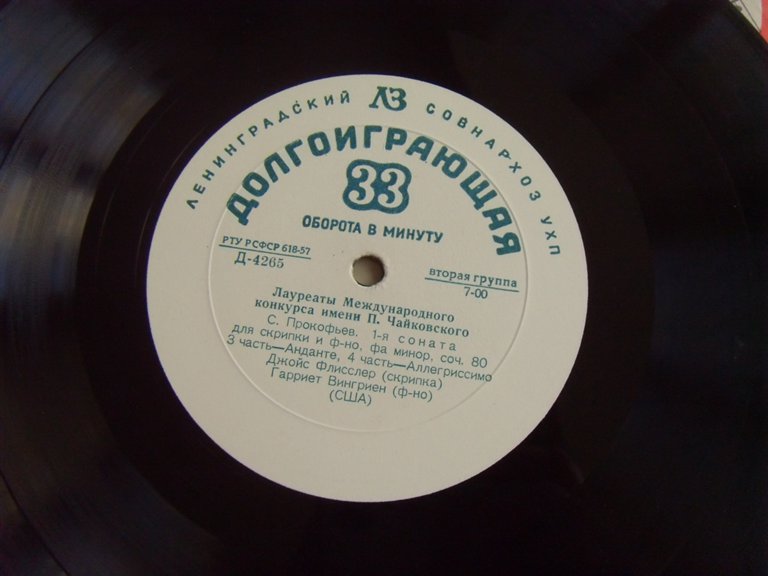 ЛЕНИНГРАДСКИЙ ЛЗ СОВНАРХОЗ УХП
ДОЛГОИГРАЮЩАЯ
33
ОБОРОТА В МИНУТУ
РТУ РСФСР 618-57
Д-4265
вторая группа
7-00
Лауреаты Международного
конкурса имени П. Чайковского
С. Прокофьев. 1-я соната
для скрипки и ф-но, фа минор, соч. 80
3 часть—Анданте, 4 часть—Аллегриссимо
Джойс Флисслер (скрипка)
Гарриет Вингриен (ф-но)
(США)